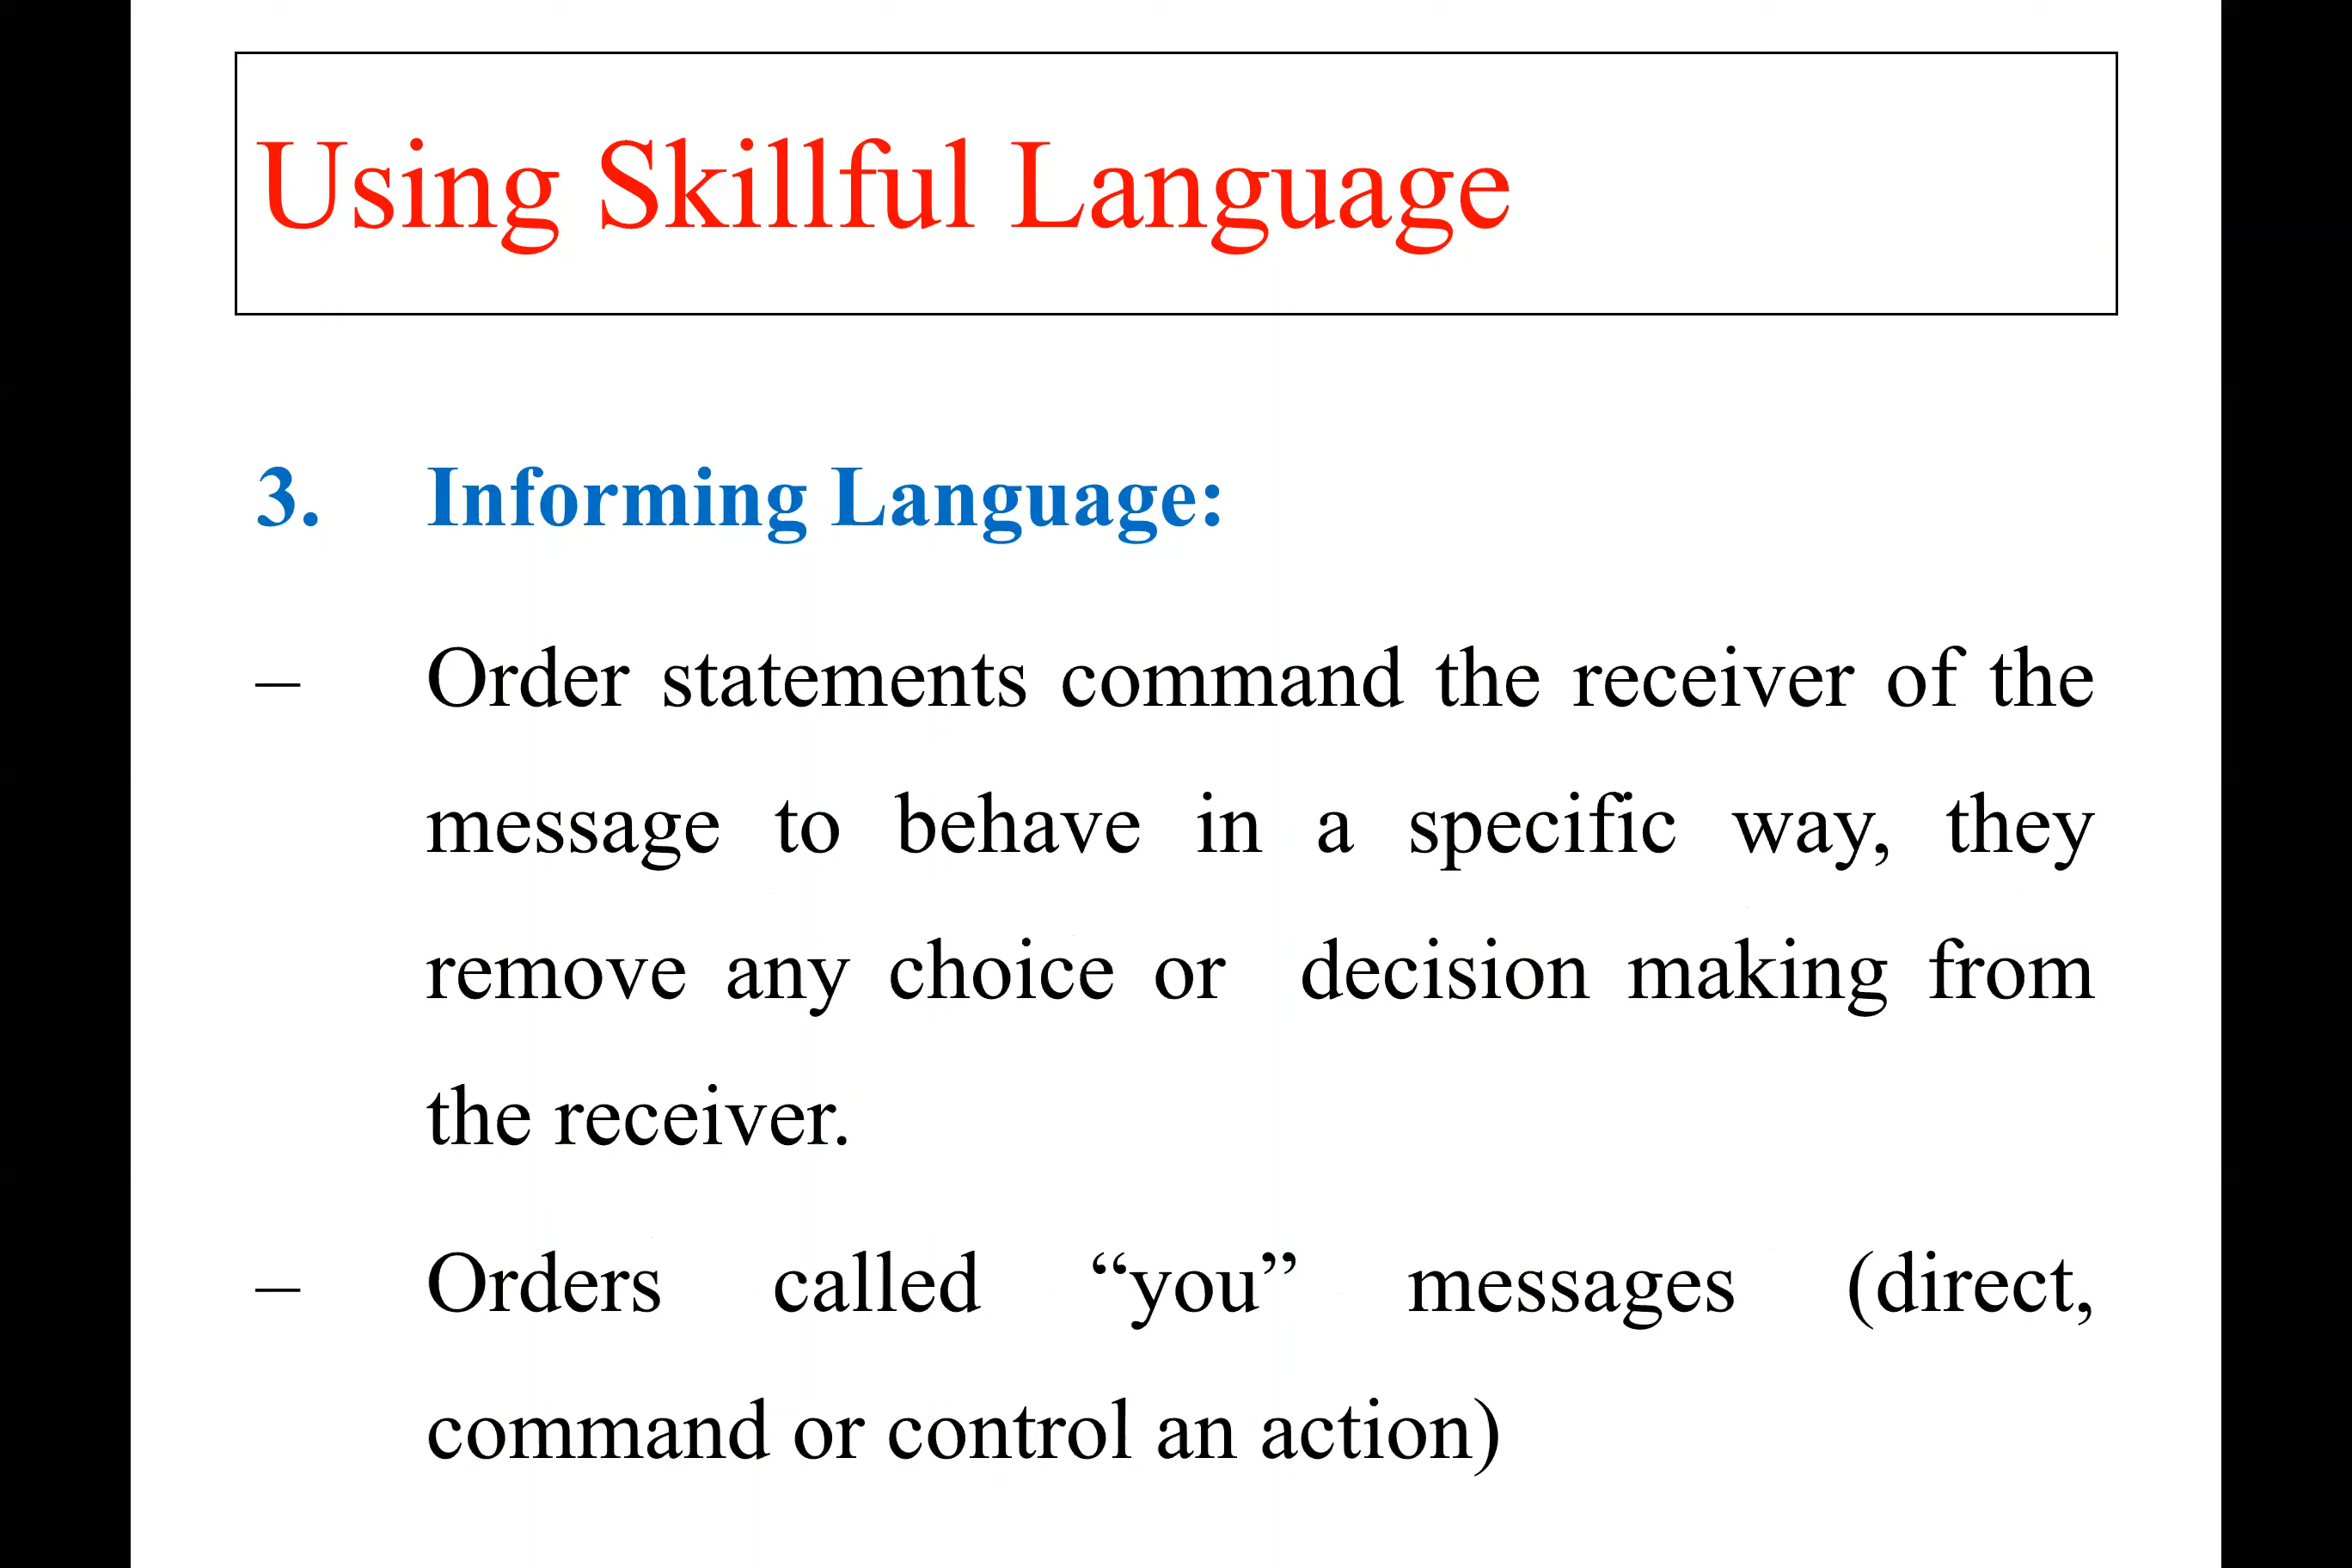 Using Skillful Language
3. Informing Language:
– Order statements command the receiver of the
message to behave in a specific way, they
remove any choice or decision making from
the receiver.
– Orders called “you” messages (direct,
command or control an action)